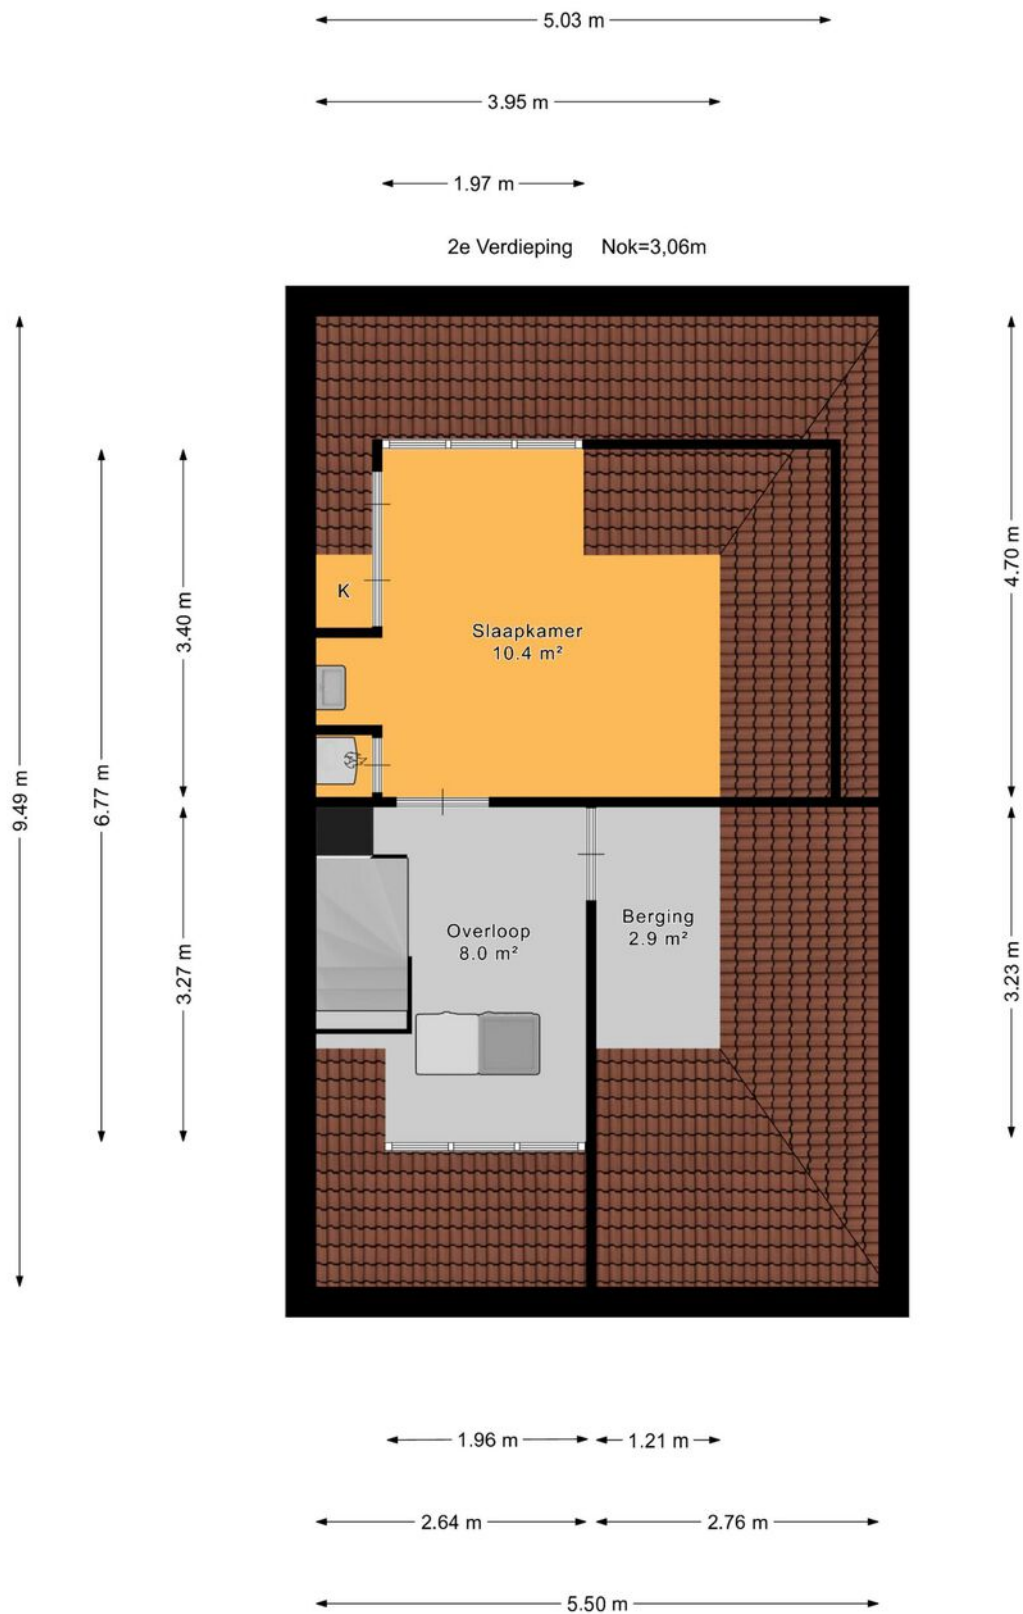 5.03 m
3.95 m
1.97 m
2e Verdieping Nok=3,06m
9.49 m
6.77 m
3.40 m
3.27 m
4.70 m
3.23 m
K
Slaapkamer
10.4 m²
Overloop
8.0 m²
Berging
2.9 m²
1.96 m
1.21 m
2.64 m
2.76 m
5.50 m